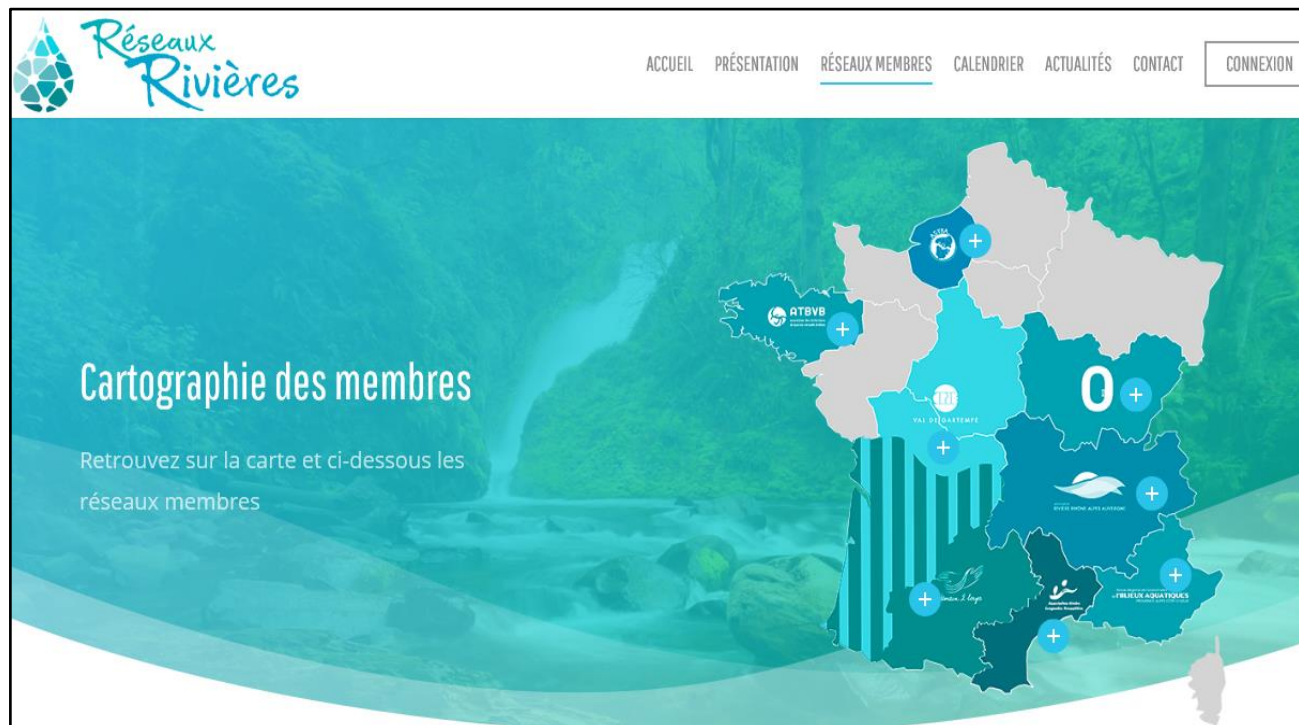 Réseaux
Rivières
ACCUEIL PRÉSENTATION RÉSEAUX MEMBRES CALENDRIER ACTUALITÉS CONTACT CONNEXION
Cartographie des membres
Retrouvez sur la carte et ci-dessous les
réseaux membres
ATBVB
VAL DE GARTEMPE
RIVIÈRE RHÔNE ALPES AUVERGNE
MILIEUX AQUATIQUES